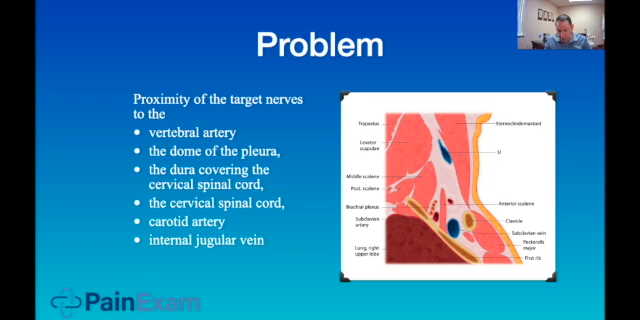 Problem
Proximity of the target nerves
to the
vertebral artery
the dome of the pleura,
the dura covering the
cervical spinal cord,
the cervical spinal cord,
carotid artery
internal jugular vein
Trapezius
Levator
scapulae
Middle scalene
Post. scalene
Brachial plexus
Subclavian
artery
Lung, right
upper lobe
Sternocleidomastoid
IJ
Anterior scalene
Clavicle
Subclavian vein
Pectoralis
major
First rib
PainExam